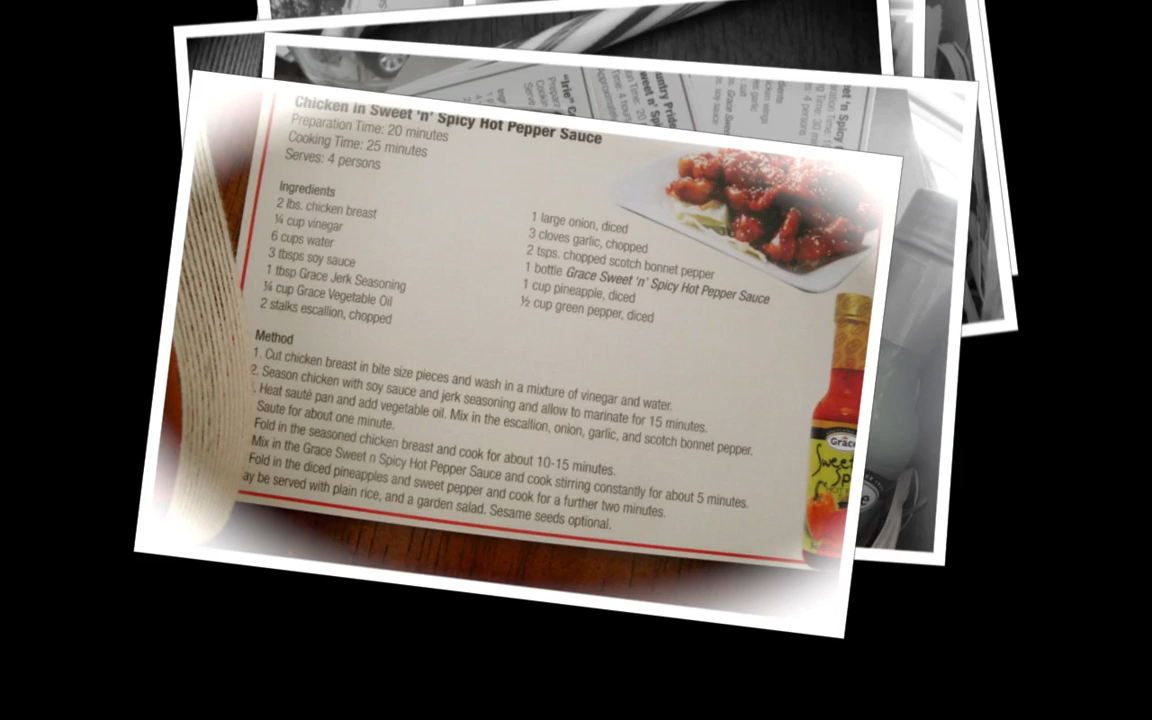 Chicken in Sweet 'n' Spicy Hot Pepper Sauce
Preparation Time: 20 minutes
Cooking Time: 25 minutes
Serves: 4 persons
Ingredients
2 lbs. chicken breast
¼ cup vinegar
6 cups water
3 tbsps soy sauce
1 tbsp Grace Jerk Seasoning
¼ cup Grace Vegetable Oil
2 stalks escallion, chopped
1 large onion, diced
3 cloves garlic, chopped
2 tsps. chopped scotch bonnet pepper
1 bottle Grace Sweet 'n' Spicy Hot Pepper Sauce
1 cup pineapple, diced
½ cup green pepper, diced
Method
1. Cut chicken breast in bite size pieces and wash in a mixture of vinegar and water.
2. Season chicken with soy sauce and jerk seasoning and allow to marinate for 15 minutes.
. Heat sauté pan and add vegetable oil. Mix in the escallion, onion, garlic, and scotch bonnet pepper.
Saute for about one minute.
Fold in the seasoned chicken breast and cook for about 10-15 minutes.
Mix in the Grace Sweet n Spicy Hot Pepper Sauce and cook stirring constantly for about 5 minutes.
Fold in the diced pineapples and sweet pepper and cook for a further two minutes.
ay be served with plain rice, and a garden salad. Sesame seeds optional.
Grace
"Irie"